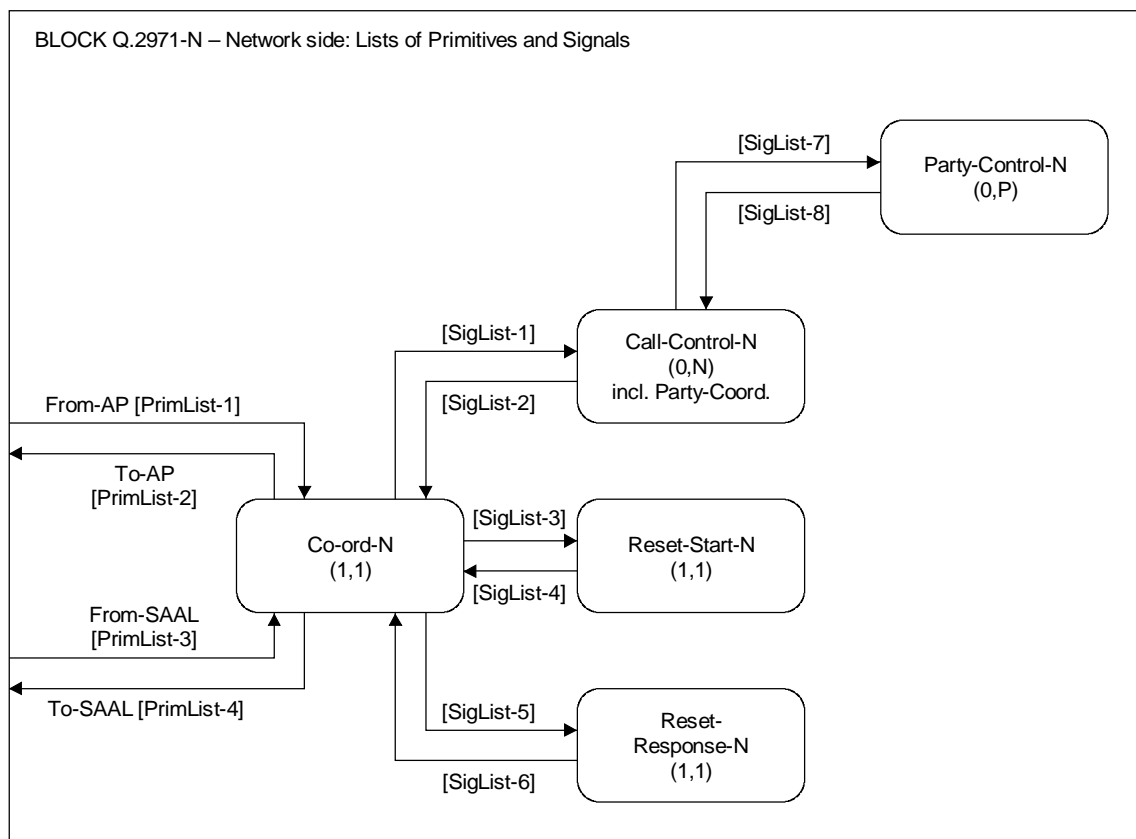 BLOCK Q.2971-N – Network side: Lists of Primitives and Signals
[SigList-7]
Party-Control-N
(0,P)
[SigList-8]
[SigList-1]
Call-Control-N
(0,N)
incl. Party-Coord.
[SigList-2]
From-AP [PrimList-1]
To-AP
[PrimList-2]
[SigList-3]
Co-ord-N
(1,1)
Reset-Start-N
(1,1)
[SigList-4]
From-SAAL
[PrimList-3]
To-SAAL [PrimList-4]
[SigList-5]
Reset-
Response-N
(1,1)
[SigList-6]